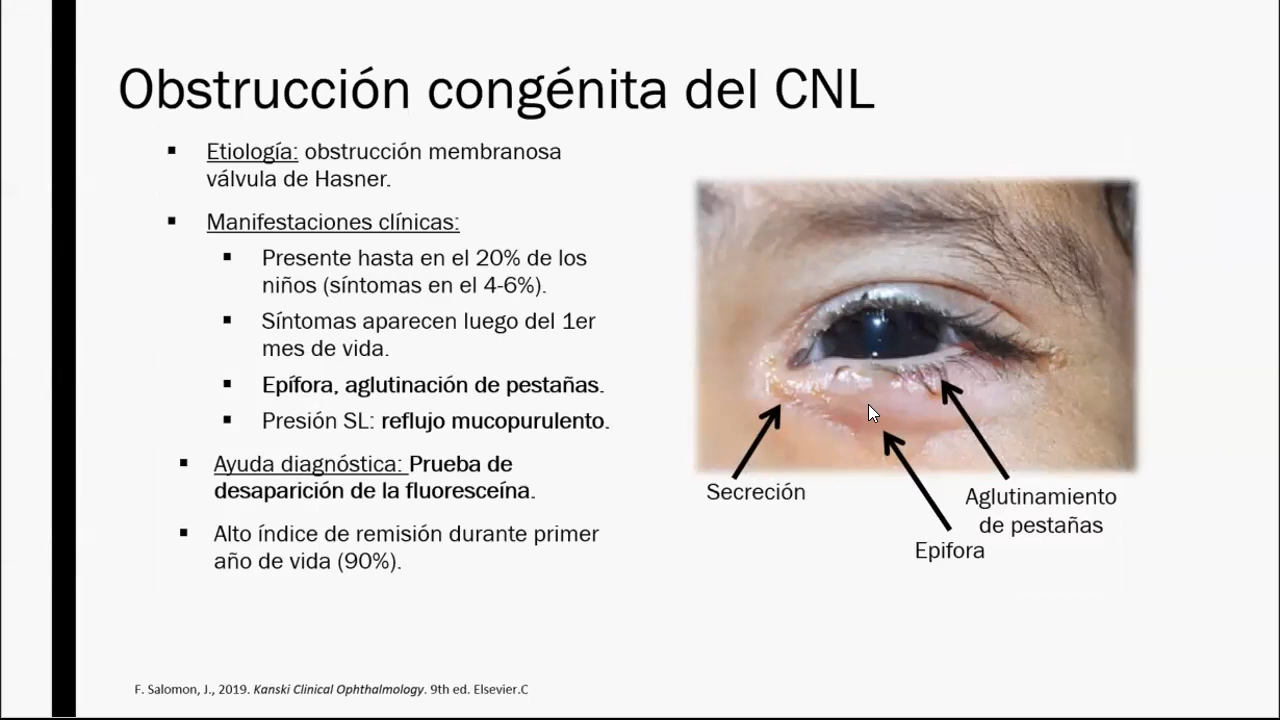 Obstrucción congénita del CNL
▪ Etiología: obstrucción membranosa
válvula de Hasner.
▪ Manifestaciones clínicas:
▪ Presente hasta en el 20% de los
niños (síntomas en el 4-6%).
▪ Síntomas aparecen luego del 1er
mes de vida.
▪ Epífora, aglutinación de pestañas.
▪ Presión SL: reflujo mucopurulento.
▪ Ayuda diagnóstica: Prueba de
desaparición de la fluoresceína.
▪ Alto índice de remisión durante primer
año de vida (90%).
Secreción
Aglutinamiento
de pestañas
Epifora
F. Salomon, J., 2019. Kanski Clinical Ophthalmology. 9th ed. Elsevier.C